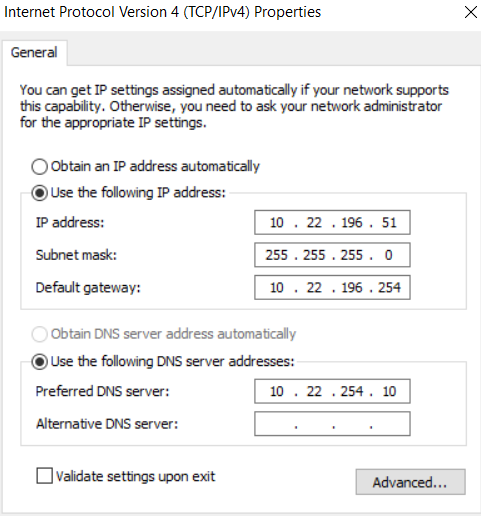 Internet Protocol Version 4 (TCP/IPv4) Properties
General
You can get IP settings assigned automatically if your network supports
this capability. Otherwise, you need to ask your network administrator
for the appropriate IP settings.
Obtain an IP address automatically
Use the following IP address:
IP address: 10 . 22 . 196 . 51
Subnet mask: 255 . 255 . 255 . 0
Default gateway: 10 . 22 . 196 . 254
Obtain DNS server address automatically
Use the following DNS server addresses:
Preferred DNS server: 10 . 22 . 254 . 10
Alternative DNS server: . . .
Validate settings upon exit
Advanced...